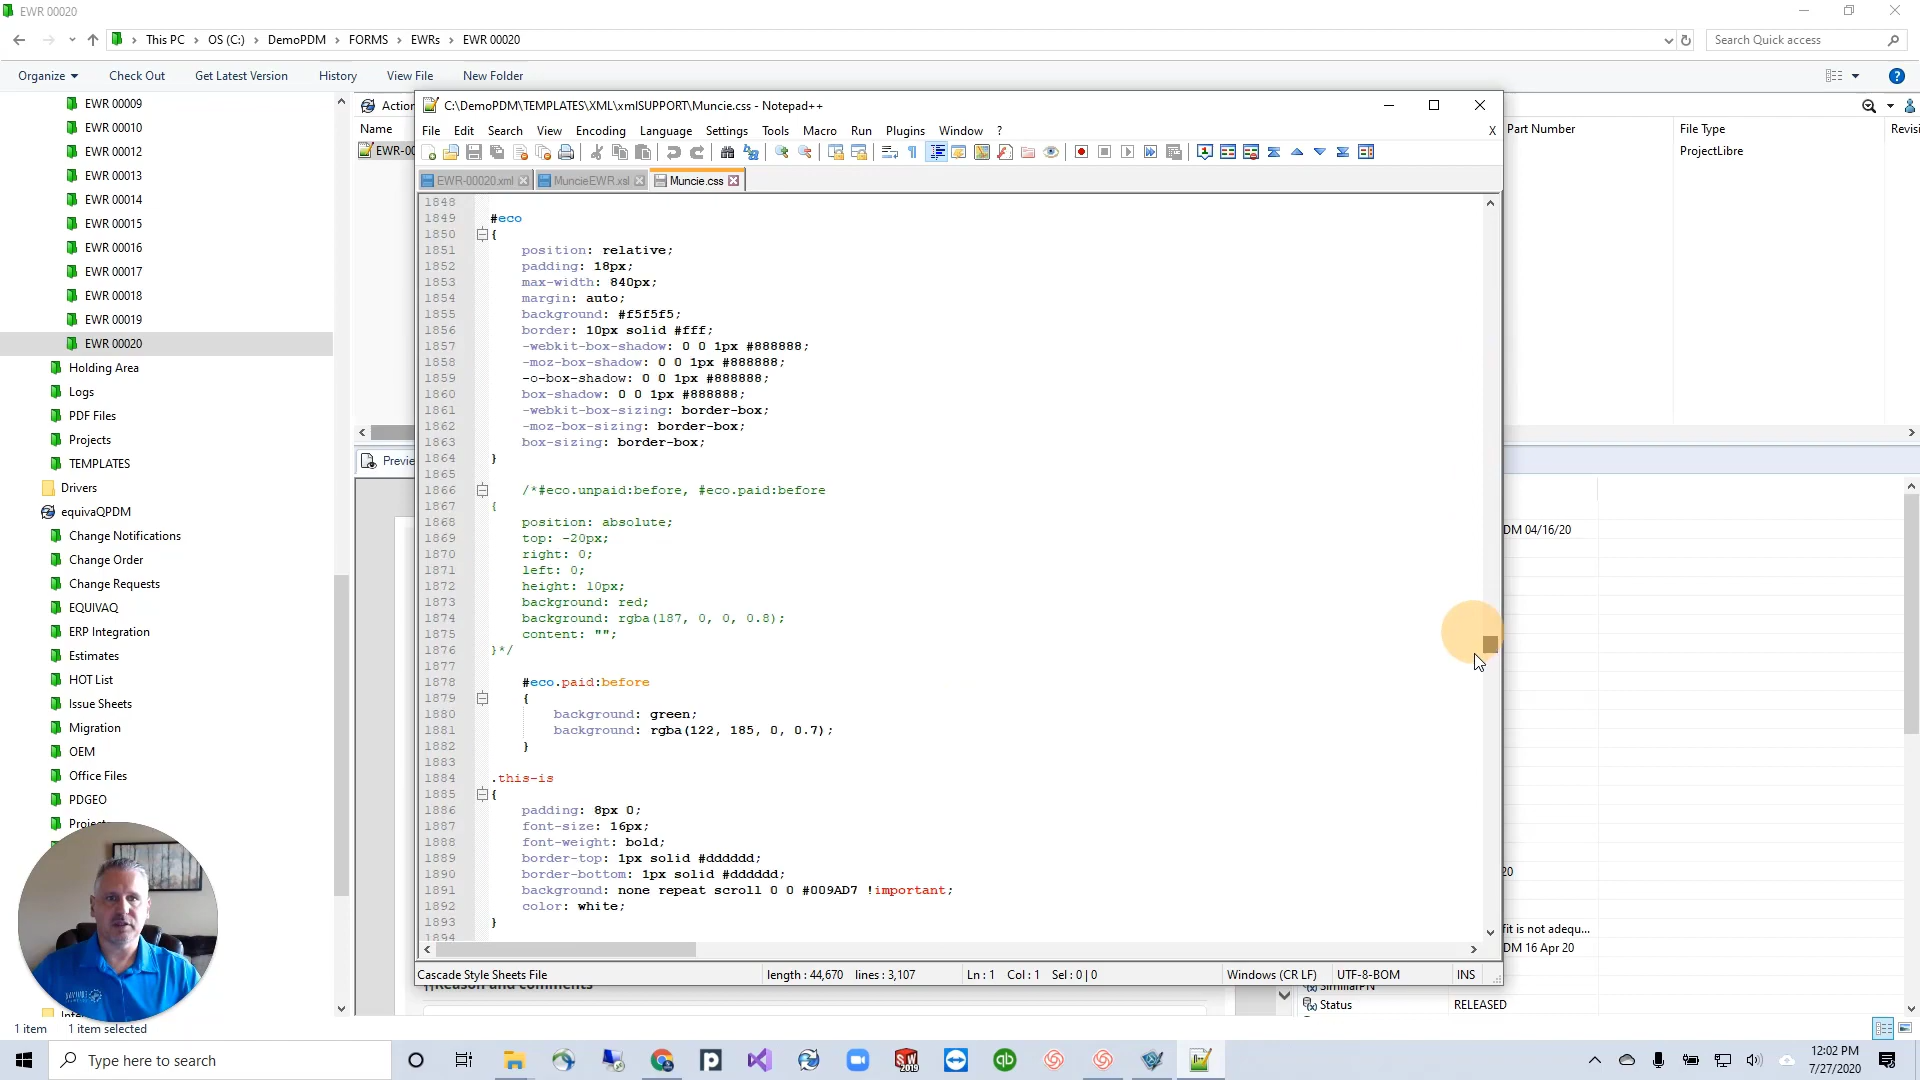 EWR 00020
This PC
OS (C:)
DemoPDM
FORMS
EWRs
EWR 00020
Search Quick access
Organize
Check Out
Get Latest Version
History
View File
New Folder
EWR 00009
EWR 00010
EWR 00012
EWR 00013
EWR 00014
EWR 00015
EWR 00016
EWR 00017
EWR 00018
EWR 00019
EWR 00020
Holding Area
Logs
PDF Files
Projects
TEMPLATES
Drivers
equivaQPDM
Change Notifications
Change Order
Change Requests
EQUIVAQ
ERP Integration
Estimates
HOT List
Issue Sheets
Migration
OEM
Office Files
PDGEO
Actio
Name
EWR-00
Previe
C:\DemoPDM\TEMPLATES\XML\xmlSUPPORT\Muncie.css - Notepad++
File Edit Search View Encoding Language Settings Tools Macro Run Plugins Window ?
X
EWR-00020.xml
MuncieEWR.xsl
Muncie.css
1848
1849 #eco
1850 {
1851 position: relative;
1852 padding: 18px;
1853 max-width: 840px;
1854 margin: auto;
1855 background: #f5f5f5;
1856 border: 10px solid #fff;
1857 -webkit-box-shadow: 0 0 1px #888888;
1858 -moz-box-shadow: 0 0 1px #888888;
1859 -o-box-shadow: 0 0 1px #888888;
1860 box-shadow: 0 0 1px #888888;
1861 -webkit-box-sizing: border-box;
1862 -moz-box-sizing: border-box;
1863 box-sizing: border-box;
1864 }
1865
1866 /*#eco.unpaid:before, #eco.paid:before
1867 {
1868 position: absolute;
1869 top: -20px;
1870 right: 0;
1871 left: 0;
1872 height: 10px;
1873 background: red;
1874 background: rgba(187, 0, 0, 0.8);
1875 content: "";
1876 }*/
1877
1878 #eco.paid:before
1879 {
1880 background: green;
1881 background: rgba(122, 185, 0, 0.7);
1882 }
1883
1884 .this-is
1885 {
1886 padding: 8px 0;
1887 font-size: 16px;
1888 font-weight: bold;
1889 border-top: 1px solid #dddddd;
1890 border-bottom: 1px solid #dddddd;
1891 background: none repeat scroll 0 0 #009AD7 !important;
1892 color: white;
1893 }
1894
Cascade Style Sheets File
length : 44,670 lines : 3,107
Ln : 1 Col : 1 Sel : 0 | 0
Windows (CR LF)
UTF-8-BOM
INS
Part Number
File Type
Revisi
ProjectLibre
DM 04/16/20
20
fit is not adequ...
DM 16 Apr 20
SimilarPN
Status
RELEASED
Reason and comments
1 item
1 item selected
Type here to search
12:02 PM
7/27/2020